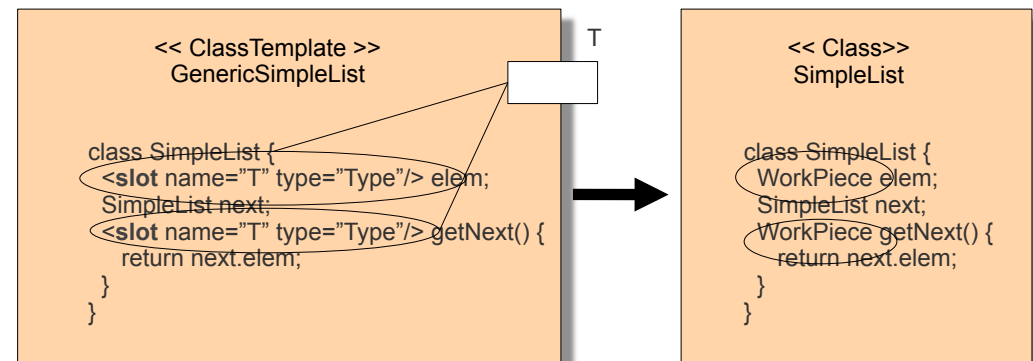 << ClassTemplate >>
GenericSimpleList
T
class SimpleList {
<slot name=”T” type=”Type”/> elem;
SimpleList next;
<slot name=”T” type=”Type”/> getNext() {
return next.elem;
}
}
<< Class>>
SimpleList
class SimpleList {
WorkPiece elem;
SimpleList next;
WorkPiece getNext() {
return next.elem;
}
}